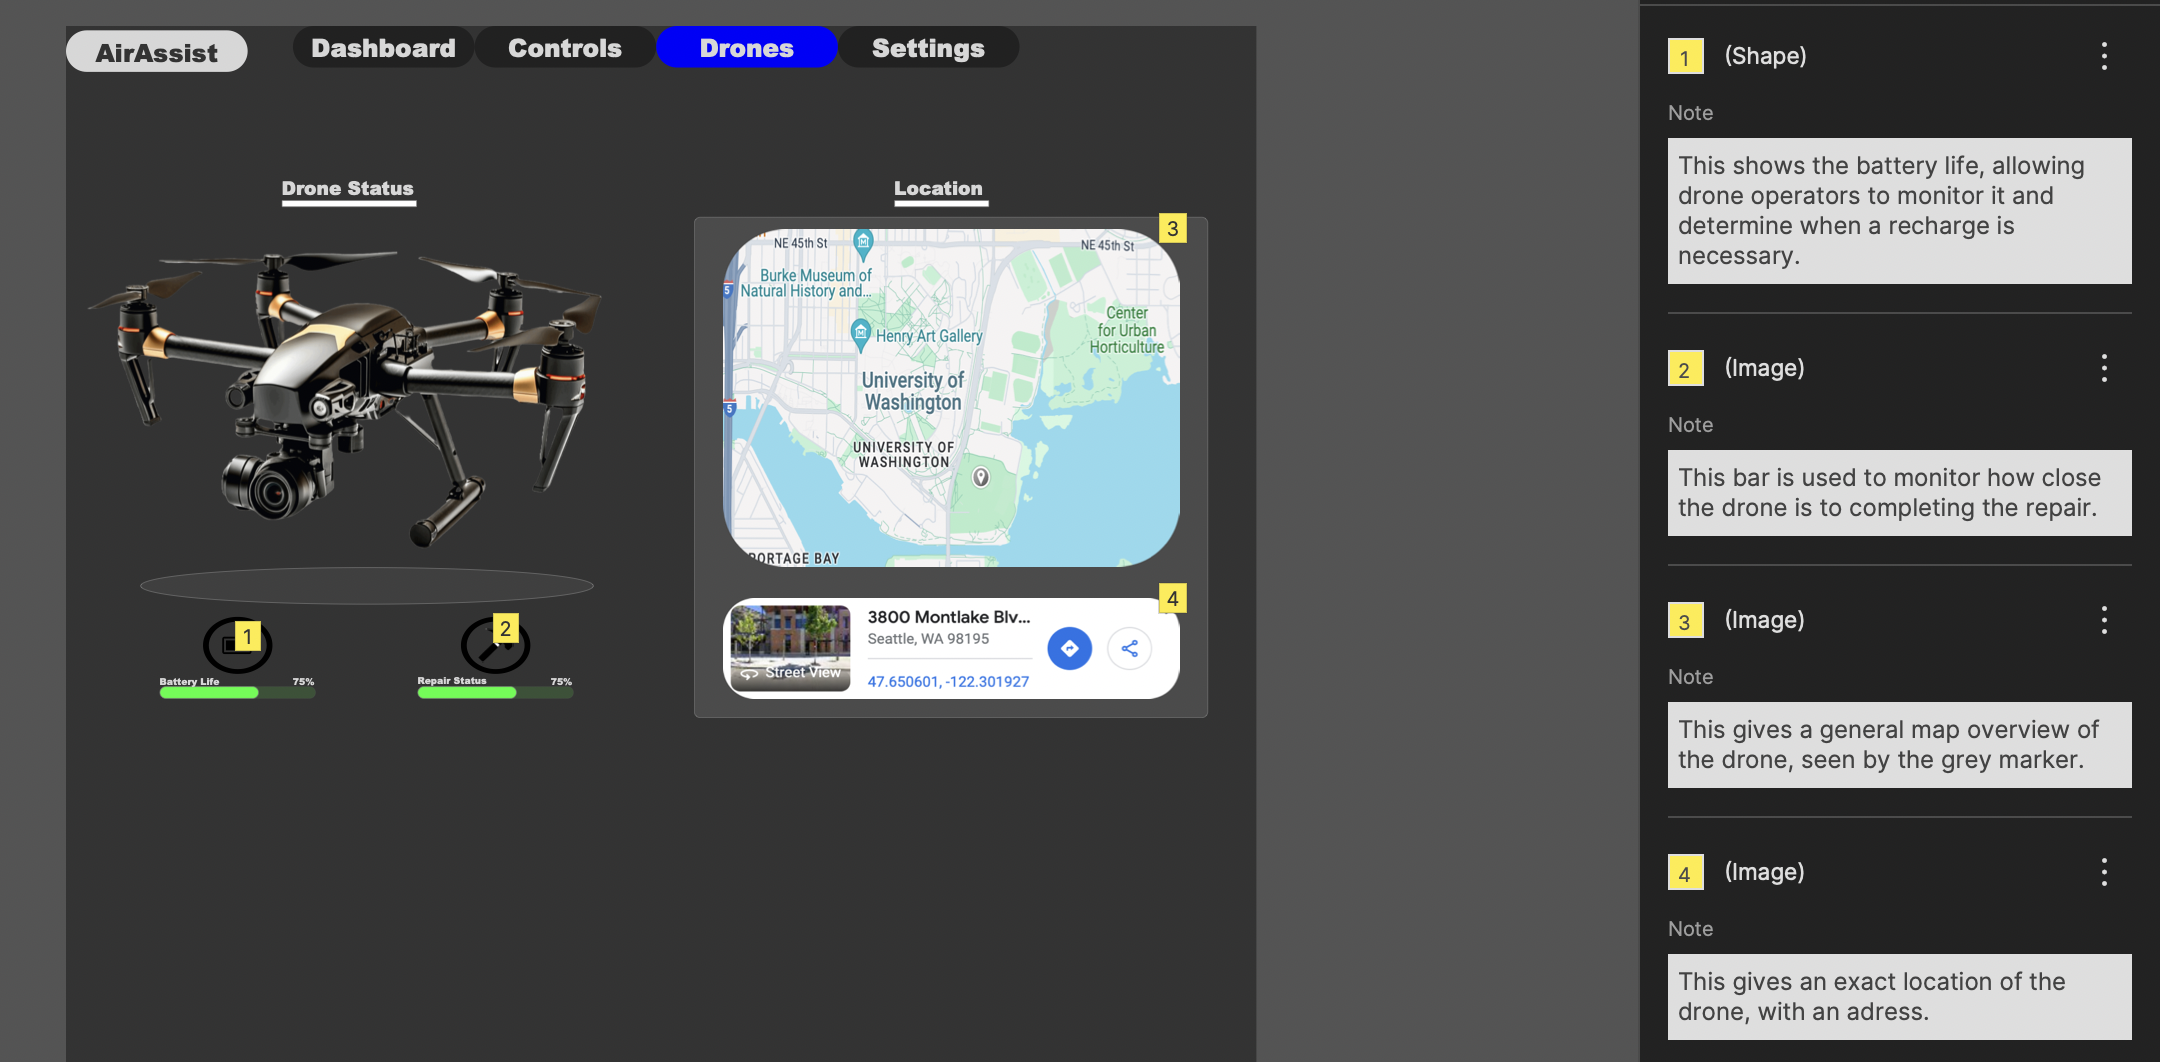 AirAssist
Dashboard
Controls
Drones
Settings
Drone Status
Location
3
NE 45th St
NE 45th St
Burke Museum of
Natural History and...
5
Henry Art Gallery
Center
for Urban
Horticulture
University of
Washington
5
UNIVERSITY OF
WASHINGTON
PORTAGE BAY
1
Battery Life
75%
2
Repair Status
75%
4
3800 Montlake Blv...
Seattle, WA 98195
Street View
47.650601, -122.301927
1
(Shape)
Note
This shows the battery life, allowing
drone operators to monitor it and
determine when a recharge is
necessary.
2
(Image)
Note
This bar is used to monitor how close
the drone is to completing the repair.
3
(Image)
Note
This gives a general map overview of
the drone, seen by the grey marker.
4
(Image)
Note
This gives an exact location of the
drone, with an adress.